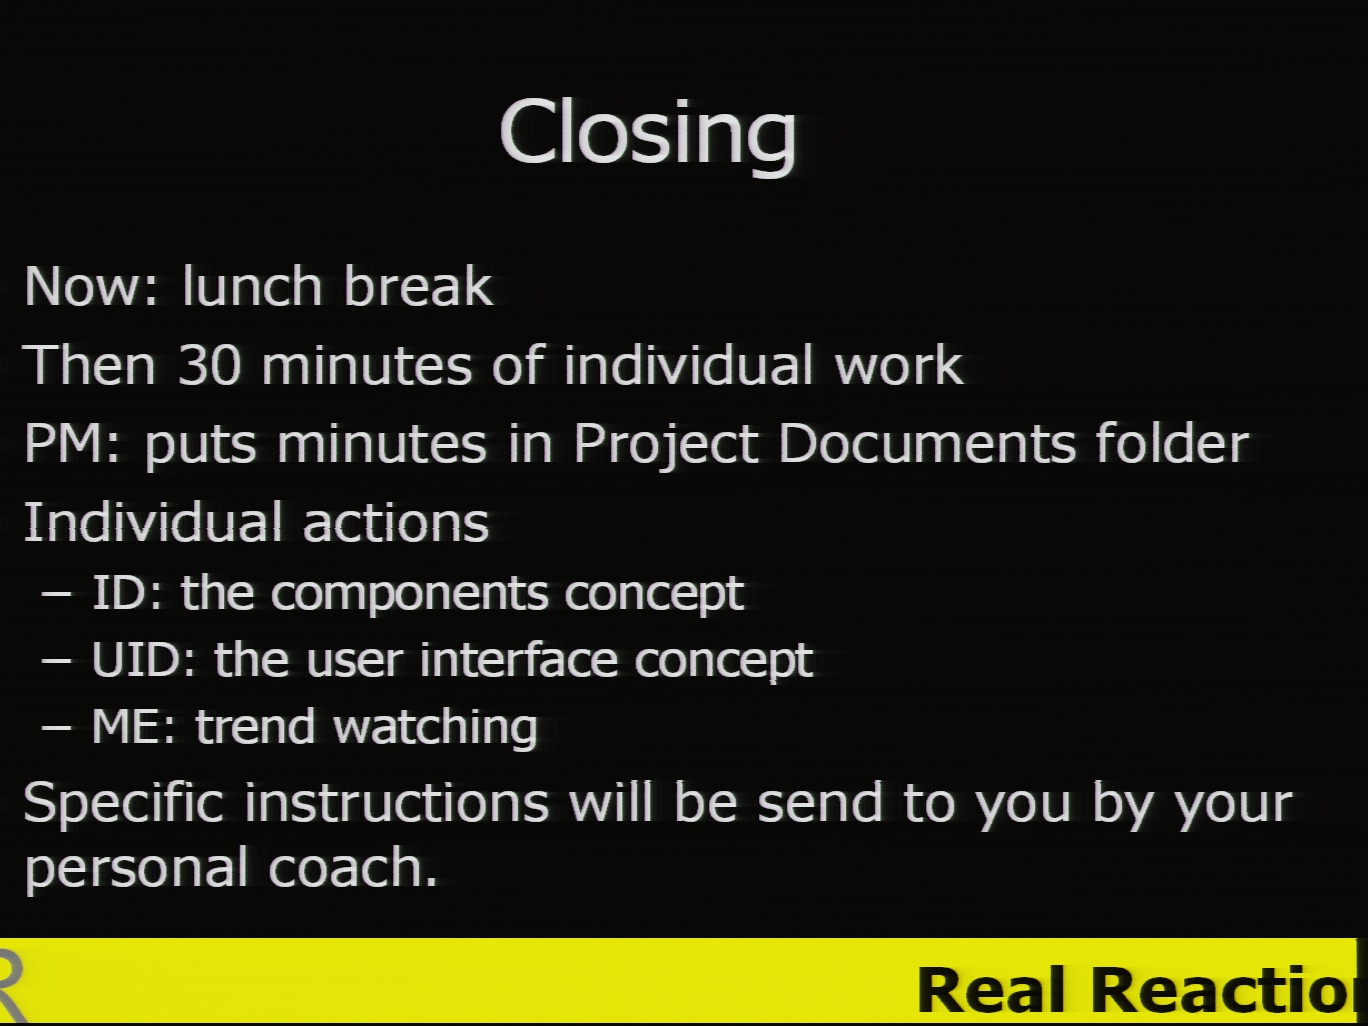 Closing
Now: lunch break
Then 30 minutes of individual work
PM: puts minutes in Project Documents folder
Individual actions
– ID: the components concept
– UID: the user interface concept
– ME: trend watching
Specific instructions will be send to you by your
personal coach.
R
Real Reaction